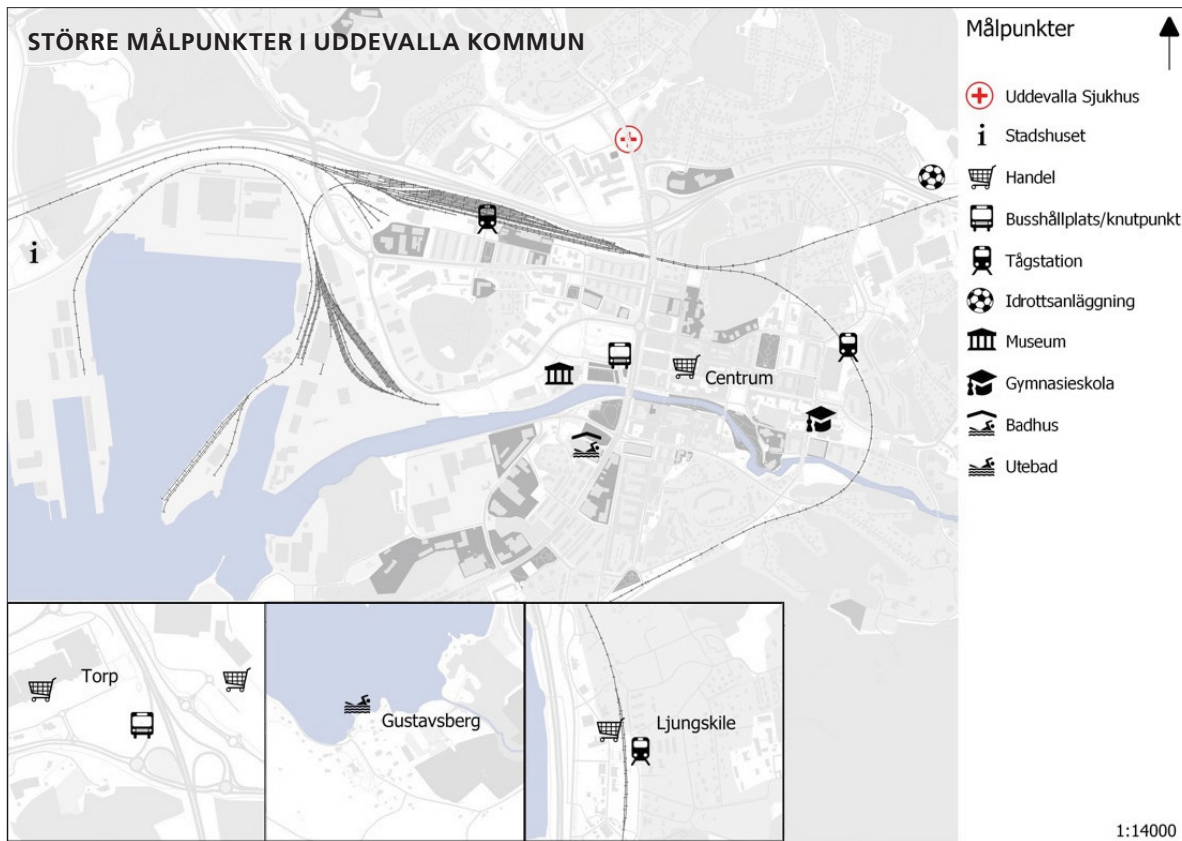 STÖRRE MÅLPUNKTER I UDDEVALLA KOMMUN
Målpunkter
Uddevalla Sjukhus
i Stadshuset
Handel
Busshållplats/knutpunkt
Tågstation
Idrottsanläggning
Museum
Gymnasieskola
Badhus
Utebad
i
Centrum
Torp
Gustavsberg
Ljungskile
1:14000